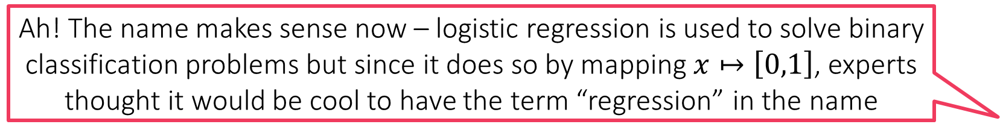 Ah! The name makes sense now – logistic regression is used to solve binary
classification problems but since it does so by mapping 𝑥 ↦ [0,1], experts
thought it would be cool to have the term “regression” in the name